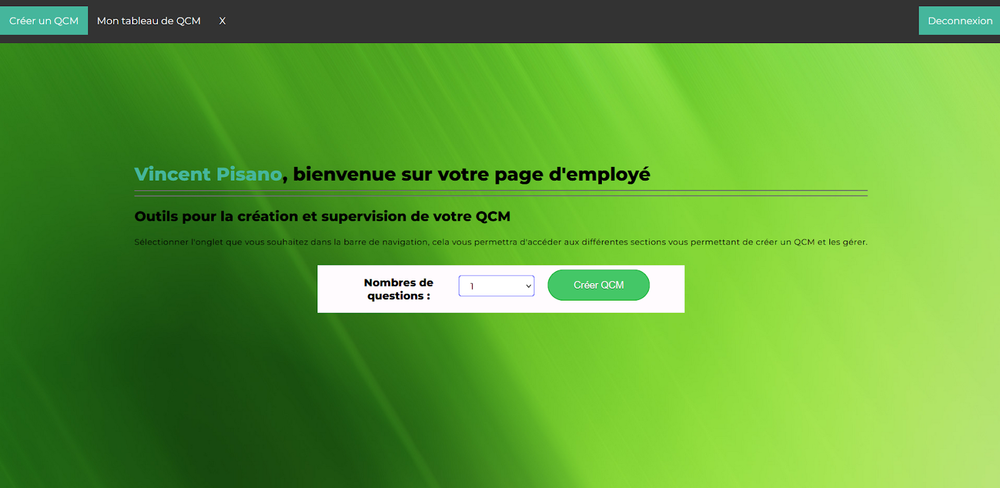 Créer un QCM Mon tableau de QCM X Deconnexion
Vincent Pisano, bienvenue sur votre page d'employé
Outils pour la création et supervision de votre QCM
Sélectionner l'onglet que vous souhaitez dans la barre de navigation, cela vous permettra d'accéder aux différentes sections vous permettant de créer un QCM et les gérer.
Nombres de
questions :
1
Créer QCM